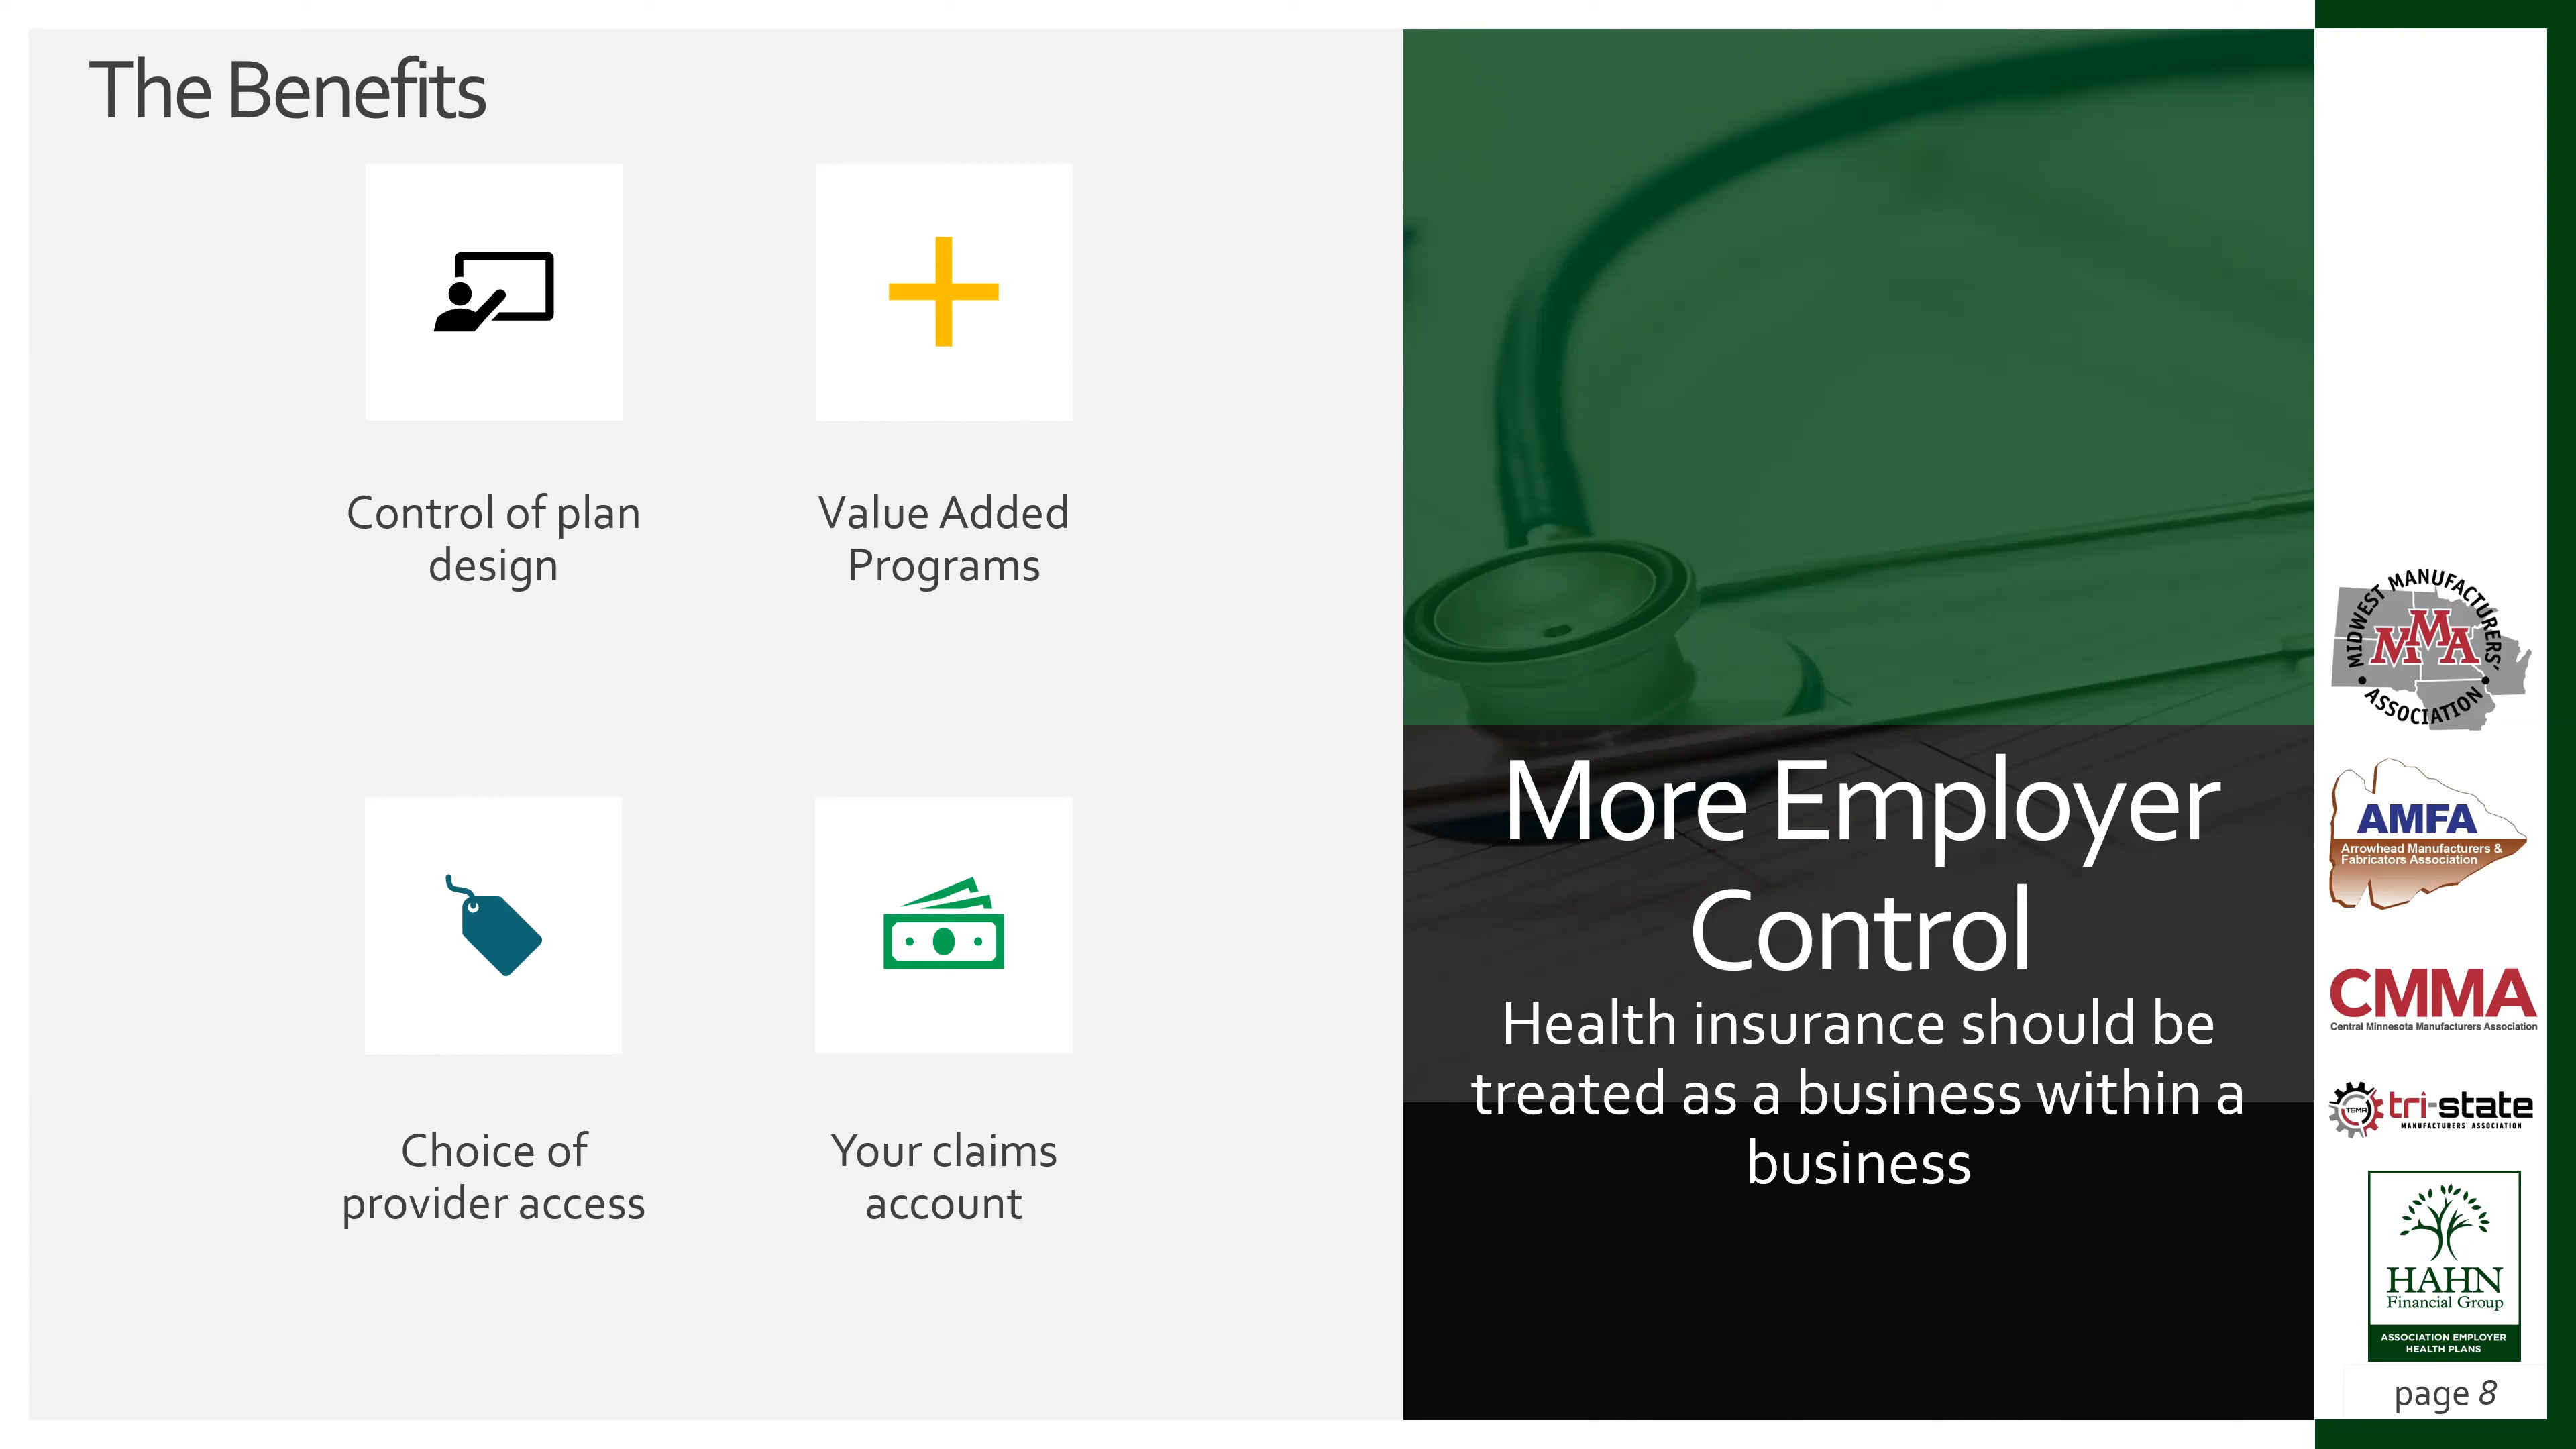 The Benefits
Control of plan
design
Value Added
Programs
Choice of
provider access
Your claims
account
More Employer
Control
Health insurance should be
treated as a business within a
business
MIDWEST MANUFACTURERS'
MMA
• ASSOCIATION •
AMFA
Arrowhead Manufacturers &
Fabricators Association
CMMA
Central Minnesota Manufacturers Association
TSMA
tri-state
MANUFACTURERS' ASSOCIATION
HAHN
Financial Group
ASSOCIATION EMPLOYER
HEALTH PLANS
page 8